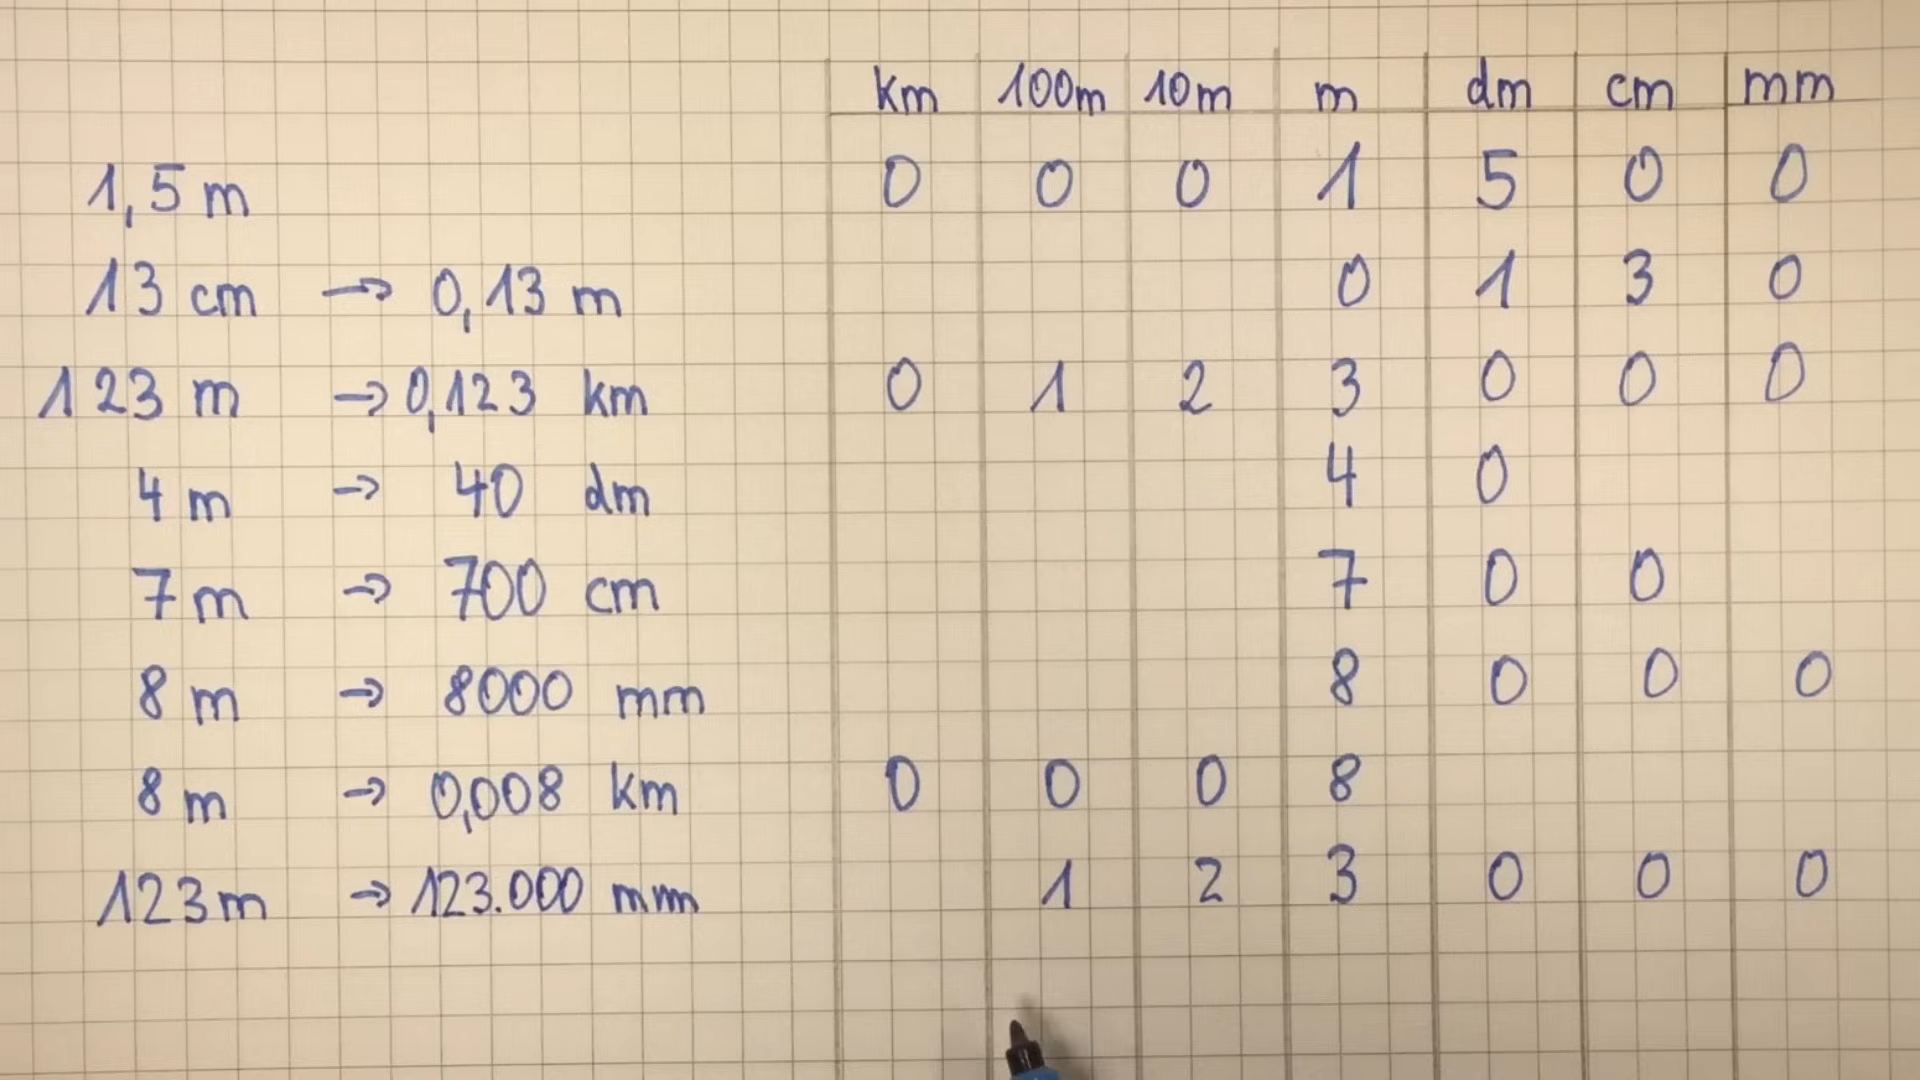 km 100m 10m m dm cm mm
1,5 m 0 0 0 1 5 0 0
13 cm → 0,13 m 0 1 3 0
123 m → 0,123 km 0 1 2 3 0 0 0
4 m → 40 dm 4 0
7 m → 700 cm 7 0 0
8 m → 8000 mm 8 0 0 0
8 m → 0,008 km 0 0 0 8
123 m → 123.000 mm 1 2 3 0 0 0